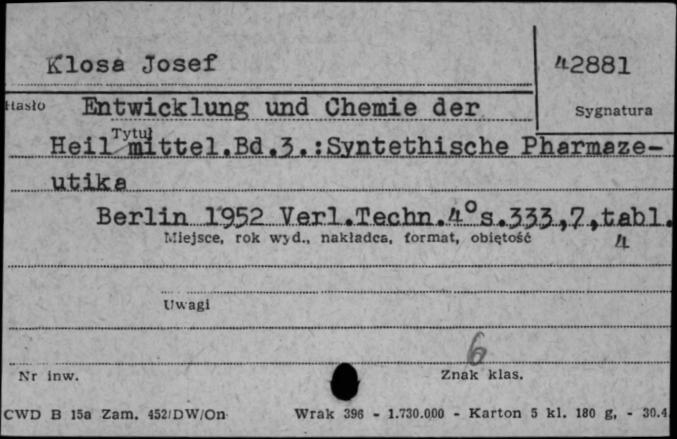 Klosa Josef
42881
Hasło Entwicklung und Chemie der
Sygnatura
Tytuł
Heil mittel.Bd.3.:Syntethische Pharmaze-
utika
Berlin 1952 Verl.Techn.4°s.333,7,tabl.
Miejsce, rok wyd., nakładca, format, objętość 4
Uwagi
6
Nr inw. Znak klas.
CWD B 15a Zam. 452/DW/On Wrak 396 - 1.730.000 - Karton 5 kl. 180 g, - 30.4